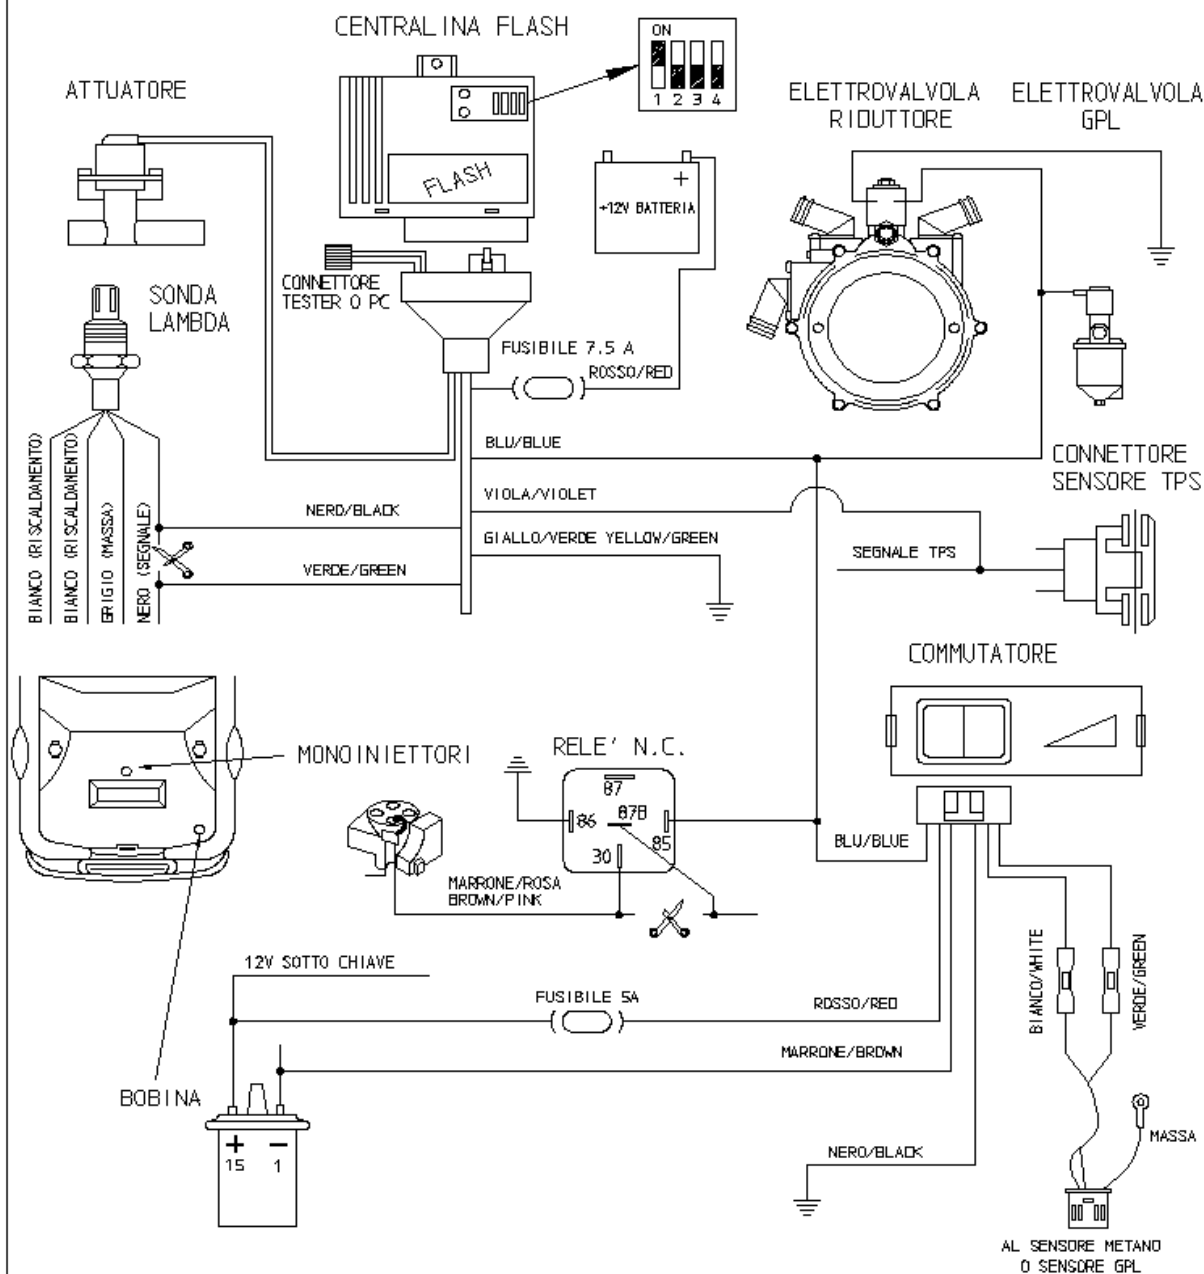 CENTRALINA FLASH
ON
1 2 3 4
ATTUATORE
ELETTROVALVOLA
RIDUTTORE
ELETTROVALVOLA
GPL
FLASH
+
+12V BATTERIA
CONNETTORE
TESTER O PC
SONDA
LAMBDA
FUSIBILE 7.5 A
ROSSO/RED
BLU/BLUE
CONNETTORE
SENSORE TPS
VIOLA/VIOLET
NERO/BLACK
GIALLO/VERDE YELLOW/GREEN
SEGNALE TPS
VERDE/GREEN
BIANCO (RISCALDAMENTO)
BIANCO (RISCALDAMENTO)
GRIGIO (MASSA)
NERO (SEGNALE)
COMMUTATORE
MONOINIETTORI
RELE' N.C.
87
86
87B
85
30
BLU/BLUE
MARRONE/ROSA
BROWN/PINK
12V SOTTO CHIAVE
FUSIBILE 5A
ROSSO/RED
BIANCO/WHITE
VERDE/GREEN
MARRONE/BROWN
BOBINA
+ −
15 1
NERO/BLACK
MASSA
AL SENSORE METANO
O SENSORE GPL